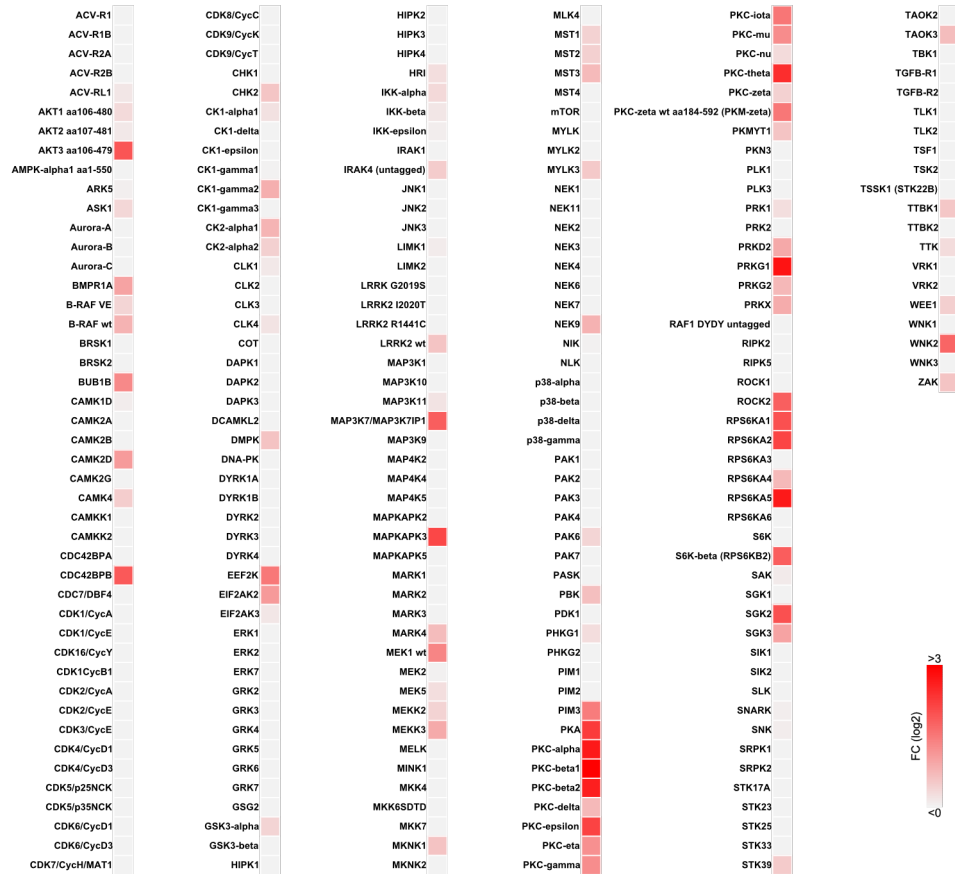 ACV-R1
ACV-R1B
ACV-R2A
ACV-R2B
ACV-RL1
AKT1 aa106-480
AKT2 aa107-481
AKT3 aa106-479
AMPK-alpha1 aa1-550
ARK5
ASK1
Aurora-A
Aurora-B
Aurora-C
BMPR1A
B-RAF VE
B-RAF wt
BRSK1
BRSK2
BUB1B
CAMK1D
CAMK2A
CAMK2B
CAMK2D
CAMK2G
CAMK4
CAMKK1
CAMKK2
CDC42BPA
CDC42BPB
CDC7/DBF4
CDK1/CycA
CDK1/CycE
CDK16/CycY
CDK1CycB1
CDK2/CycA
CDK2/CycE
CDK3/CycE
CDK4/CycD1
CDK4/CycD3
CDK5/p25NCK
CDK5/p35NCK
CDK6/CycD1
CDK6/CycD3
CDK7/CycH/MAT1
CDK8/CycC
CDK9/CycK
CDK9/CycT
CHK1
CHK2
CK1-alpha1
CK1-delta
CK1-epsilon
CK1-gamma1
CK1-gamma2
CK1-gamma3
CK2-alpha1
CK2-alpha2
CLK1
CLK2
CLK3
CLK4
COT
DAPK1
DAPK2
DAPK3
DCAMKL2
DMPK
DNA-PK
DYRK1A
DYRK1B
DYRK2
DYRK3
DYRK4
EEF2K
EIF2AK2
EIF2AK3
ERK1
ERK2
ERK7
GRK2
GRK3
GRK4
GRK5
GRK6
GRK7
GSG2
GSK3-alpha
GSK3-beta
HIPK1
HIPK2
HIPK3
HIPK4
HRI
IKK-alpha
IKK-beta
IKK-epsilon
IRAK1
IRAK4 (untagged)
JNK1
JNK2
JNK3
LIMK1
LIMK2
LRRK G2019S
LRRK2 I2020T
LRRK2 R1441C
LRRK2 wt
MAP3K1
MAP3K10
MAP3K11
MAP3K7/MAP3K7IP1
MAP3K9
MAP4K2
MAP4K4
MAP4K5
MAPKAPK2
MAPKAPK3
MAPKAPK5
MARK1
MARK2
MARK3
MARK4
MEK1 wt
MEK2
MEK5
MEKK2
MEKK3
MELK
MINK1
MKK4
MKK6SDTD
MKK7
MKNK1
MKNK2
MLK4
MST1
MST2
MST3
MST4
mTOR
MYLK
MYLK2
MYLK3
NEK1
NEK11
NEK2
NEK3
NEK4
NEK6
NEK7
NEK9
NIK
NLK
p38-alpha
p38-beta
p38-delta
p38-gamma
PAK1
PAK2
PAK3
PAK4
PAK6
PAK7
PASK
PBK
PDK1
PHKG1
PHKG2
PIM1
PIM2
PIM3
PKA
PKC-alpha
PKC-beta1
PKC-beta2
PKC-delta
PKC-epsilon
PKC-eta
PKC-gamma
PKC-iota
PKC-mu
PKC-nu
PKC-theta
PKC-zeta
PKC-zeta wt aa184-592 (PKM-zeta)
PKMYT1
PKN3
PLK1
PLK3
PRK1
PRK2
PRKD2
PRKG1
PRKG2
PRKX
RAF1 DYDY untagged
RIPK2
RIPK5
ROCK1
ROCK2
RPS6KA1
RPS6KA2
RPS6KA3
RPS6KA4
RPS6KA5
RPS6KA6
S6K
S6K-beta (RPS6KB2)
SAK
SGK1
SGK2
SGK3
SIK1
SIK2
SLK
SNARK
SNK
SRPK1
SRPK2
STK17A
STK23
STK25
STK33
STK39
TAOK2
TAOK3
TBK1
TGFB-R1
TGFB-R2
TLK1
TLK2
TSF1
TSK2
TSSK1 (STK22B)
TTBK1
TTBK2
TTK
VRK1
VRK2
WEE1
WNK1
WNK2
WNK3
ZAK
>3
FC (log2)
<0